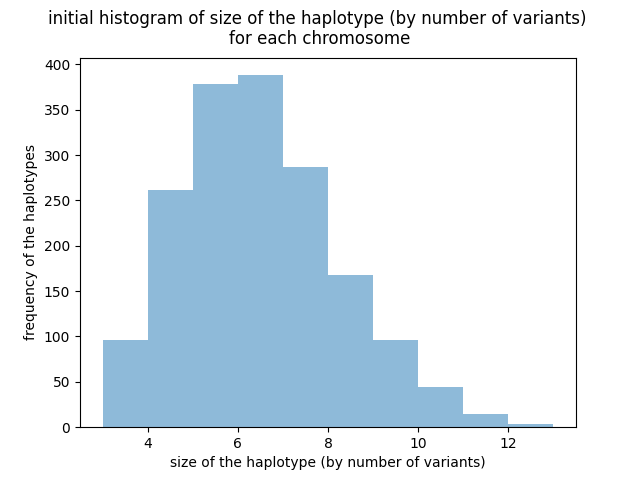 initial histogram of size of the haplotype (by number of variants)
for each chromosome
400
350
300
250
200
150
100
50
0
frequency of the haplotypes
4 6 8 10 12
size of the haplotype (by number of variants)